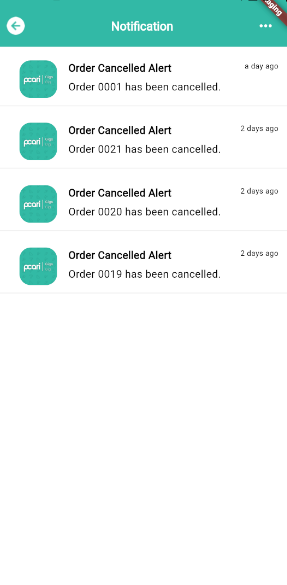 Notification
Order Cancelled Alert
a day ago
Order 0001 has been cancelled.
Order Cancelled Alert
2 days ago
Order 0021 has been cancelled.
Order Cancelled Alert
2 days ago
Order 0020 has been cancelled.
Order Cancelled Alert
2 days ago
Order 0019 has been cancelled.